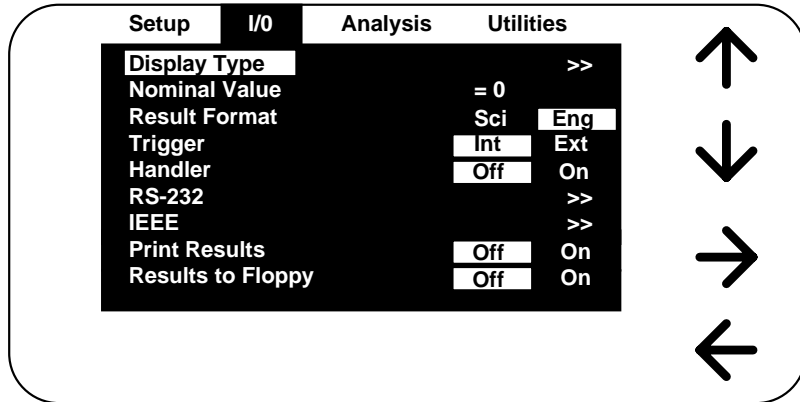 Setup I/0 Analysis Utilities
Display Type >>
Nominal Value = 0
Result Format Sci Eng
Trigger Int Ext
Handler Off On
RS-232 >>
IEEE >>
Print Results Off On
Results to Floppy Off On